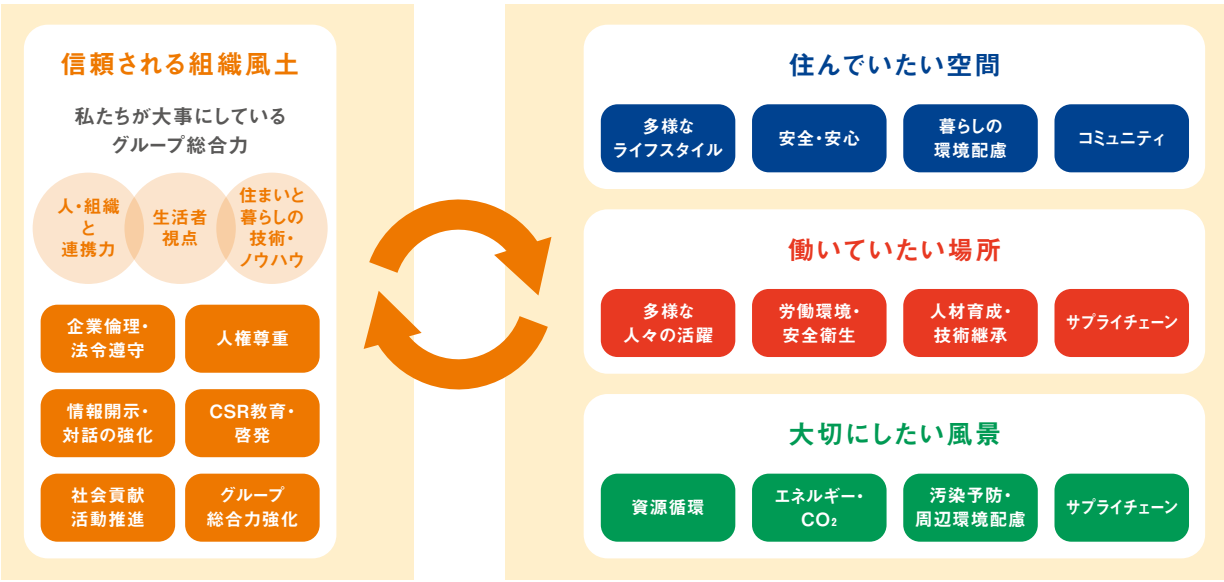 信頼される組織風土
私たちが大事にしている
グループ総合力
人・組織
と
連携力
生活者
視点
住まいと
暮らしの
技術・
ノウハウ
企業倫理・
法令遵守
人権尊重
情報開示・
対話の強化
CSR教育・
啓発
社会貢献
活動推進
グループ
総合力強化
住んでいたい空間
多様な
ライフスタイル
安全・安心
暮らしの
環境配慮
コミュニティ
働いていたい場所
多様な
人々の活躍
労働環境・
安全衛生
人材育成・
技術継承
サプライチェーン
大切にしたい風景
資源循環
エネルギー・
CO₂
汚染予防・
周辺環境配慮
サプライチェーン